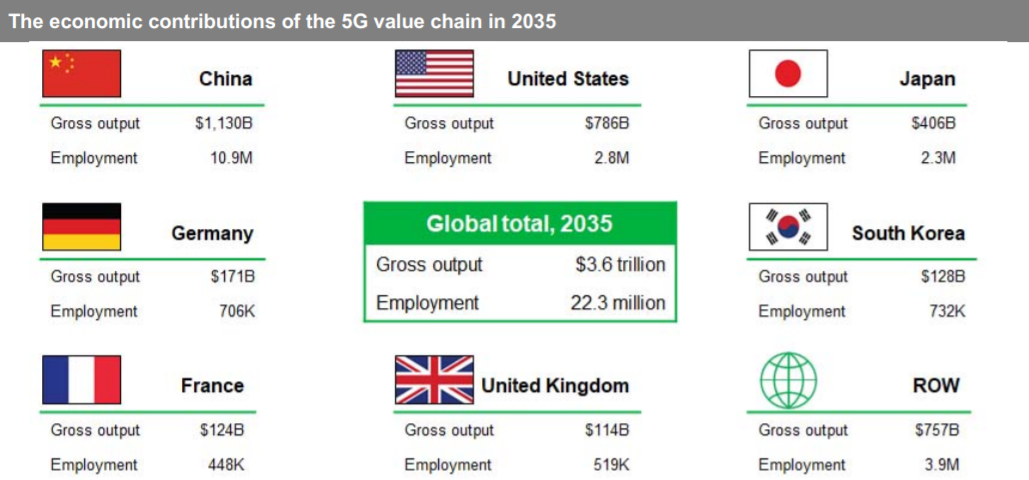 The economic contributions of the 5G value chain in 2035
China
Gross output $1,130B
Employment 10.9M
United States
Gross output $786B
Employment 2.8M
Japan
Gross output $406B
Employment 2.3M
Germany
Gross output $171B
Employment 706K
Global total, 2035
Gross output $3.6 trillion
Employment 22.3 million
South Korea
Gross output $128B
Employment 732K
France
Gross output $124B
Employment 448K
United Kingdom
Gross output $114B
Employment 519K
ROW
Gross output $757B
Employment 3.9M